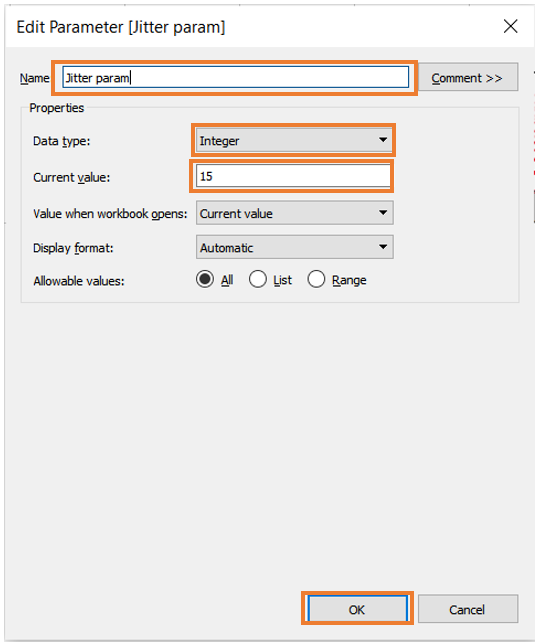 Edit Parameter [Jitter param]
Name Jitter param Comment >>
Properties
Data type: Integer
Current value: 15
Value when workbook opens: Current value
Display format: Automatic
Allowable values: All List Range
OK Cancel